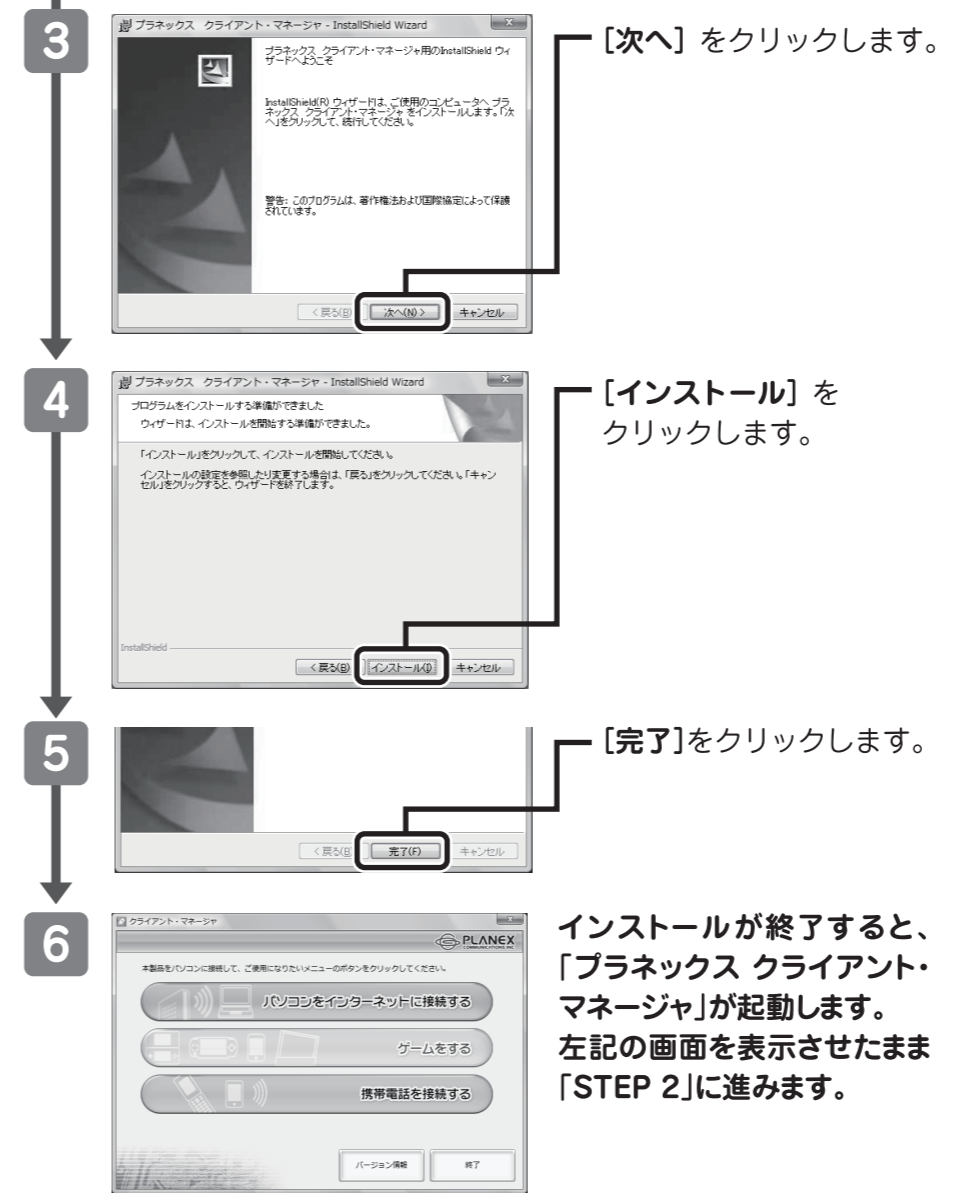 3
プラネックス クライアント・マネージャ - InstallShield Wizard
プラネックス クライアント・マネージャ用のInstallShield ウィ
ザードへようこそ
InstallShield(R) ウィザードは、ご使用のコンピュータへ プラ
ネックス クライアント・マネージャ をインストールします。「次
へ」をクリックして、続行してください。
警告: このプログラムは、著作権法および国際協定によって保護
されています。
< 戻る(B)
次へ(N) >
キャンセル
[次へ] をクリックします。
4
プラネックス クライアント・マネージャ - InstallShield Wizard
プログラムをインストールする準備ができました
ウィザードは、インストールを開始する準備ができました。
「インストール」をクリックして、インストールを開始してください。
インストールの設定を参照したり変更する場合は、「戻る」をクリックしてください。「キャン
セル」をクリックすると、ウィザードを終了します。
InstallShield
< 戻る(B)
インストール(I)
キャンセル
[インストール] を
クリックします。
5
< 戻る(B
完了(F)
キャンセル
[完了]をクリックします。
6
クライアント・マネージャ
PLANEX
COMMUNICATIONS INC.
本製品をパソコンに接続して、ご使用になりたいメニューのボタンをクリックしてください。
パソコンをインターネットに接続する
ゲームをする
携帯電話を接続する
バージョン情報
終了
インストールが終了すると、
「プラネックス クライアント・
マネージャ」が起動します。
左記の画面を表示させたまま
「STEP 2」に進みます。